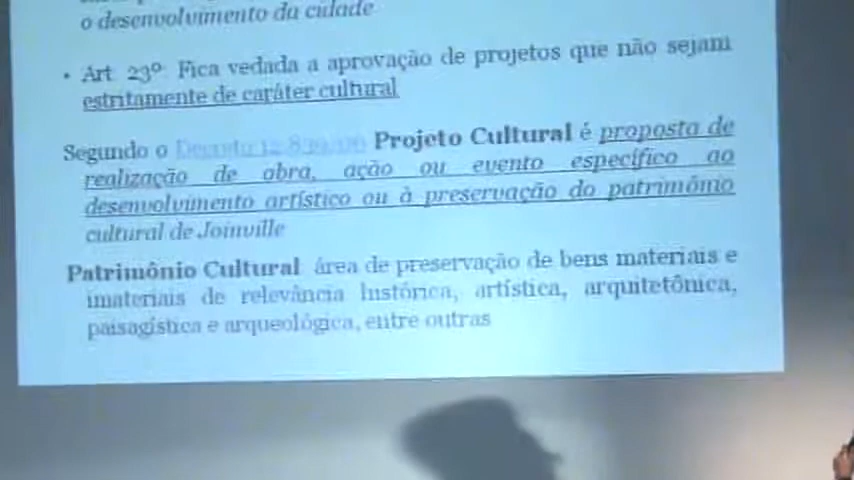 o desenvolvimento da cidade
• Art. 23º Fica vedada a aprovação de projetos que não sejam
estritamente de caráter cultural
Segundo o Projeto Cultural é proposta de
realização de obra, ação ou evento específico ao
desenvolvimento artístico ou à preservação do patrimônio
cultural de Joinville
Patrimônio Cultural área de preservação de bens materiais e
imateriais de relevância histórica, artística, arquitetônica,
paisagística e arqueológica, entre outras